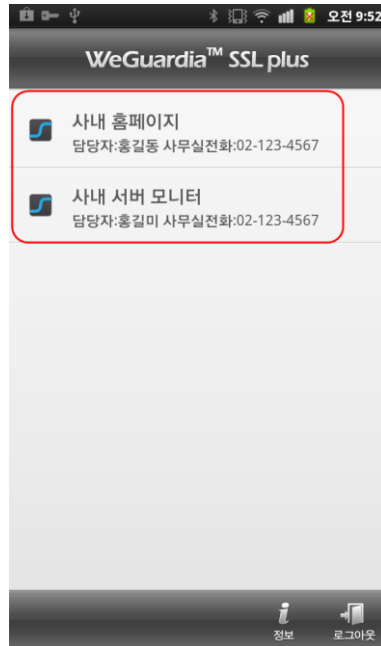 오전 9:52
WeGuardia™ SSL plus
사내 홈페이지
담당자:홍길동 사무실전화:02-123-4567
사내 서버 모니터
담당자:홍길미 사무실전화:02-123-4567
정보 로그아웃